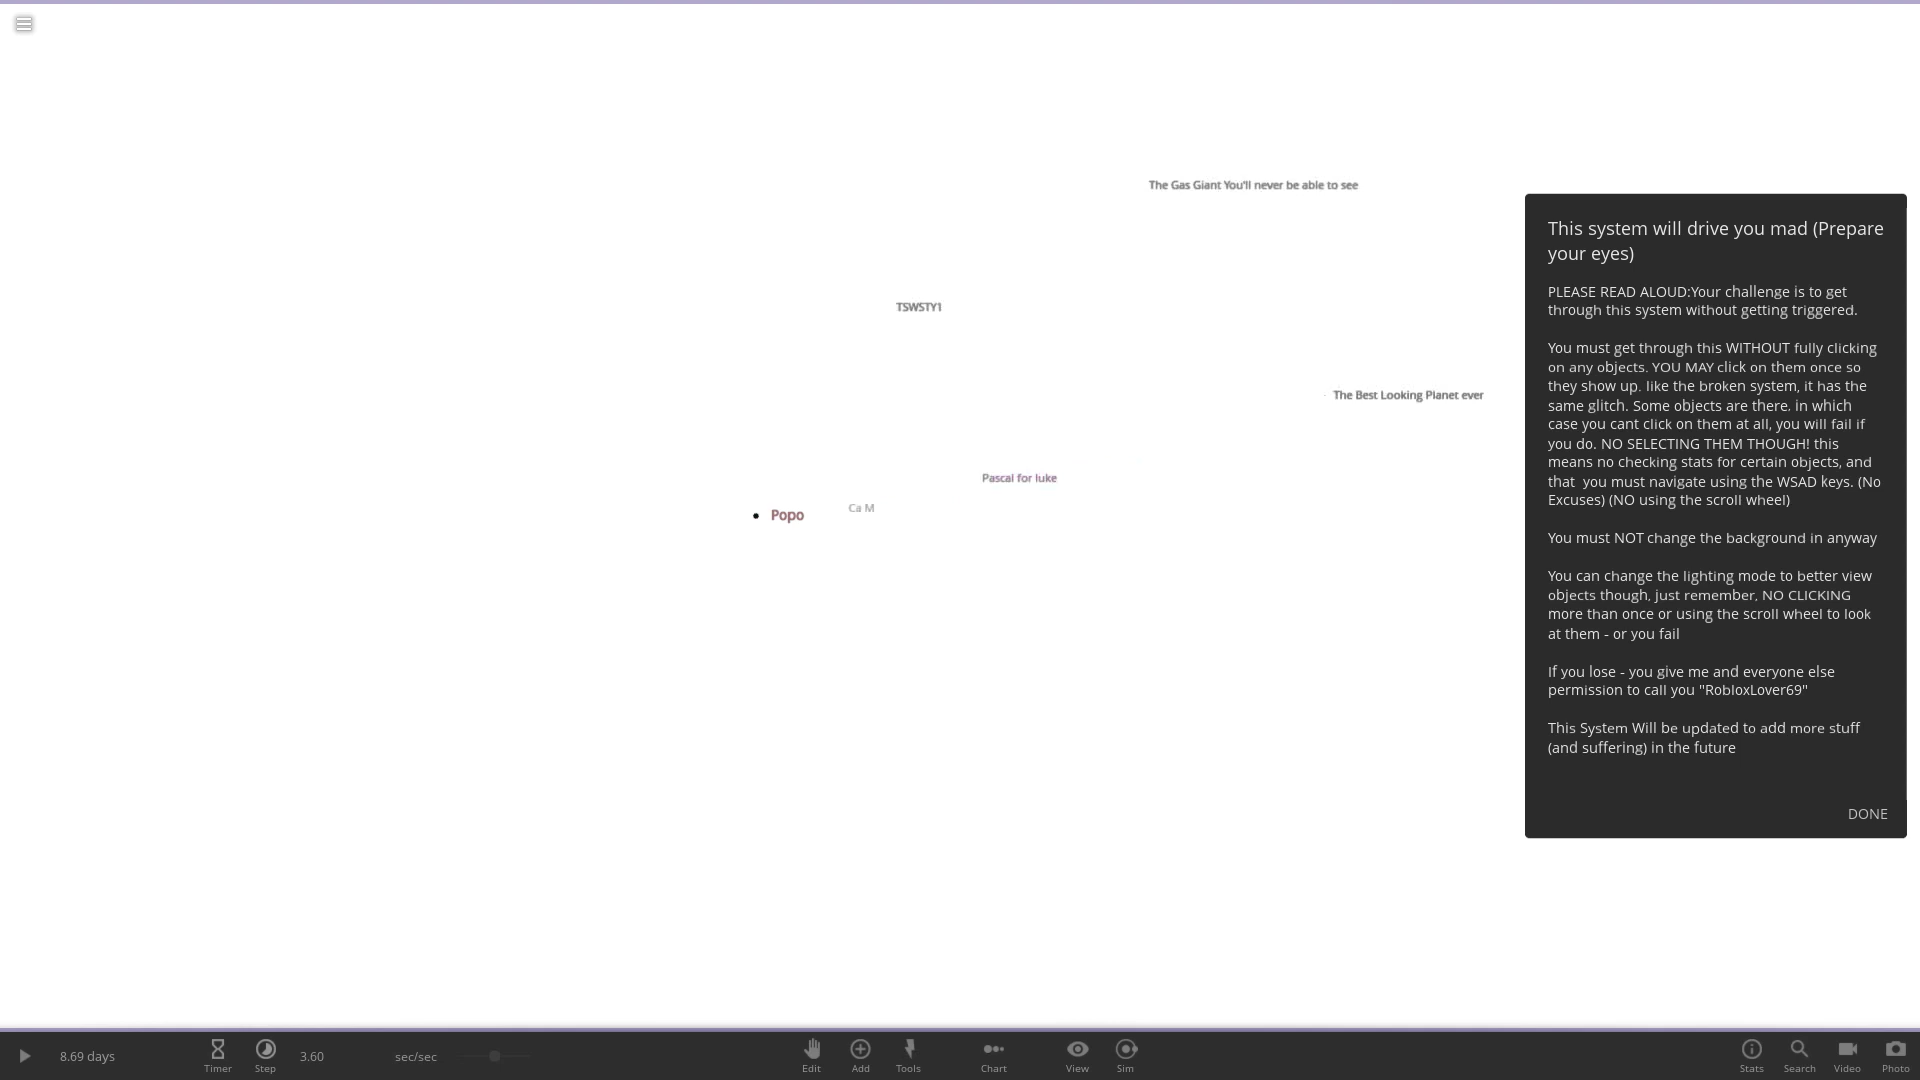 The Gas Giant You'll never be able to see
TSWSTY1
The Best Looking Planet ever
Pascal for luke
Ca M
Popo
This system will drive you mad (Prepare
your eyes)
PLEASE READ ALOUD:Your challenge is to get
through this system without getting triggered.
You must get through this WITHOUT fully clicking
on any objects. YOU MAY click on them once so
they show up. like the broken system, it has the
same glitch. Some objects are there, in which
case you cant click on them at all, you will fail if
you do. NO SELECTING THEM THOUGH! this
means no checking stats for certain objects, and
that  you must navigate using the WSAD keys. (No
Excuses) (NO using the scroll wheel)
You must NOT change the background in anyway
You can change the lighting mode to better view
objects though, just remember, NO CLICKING
more than once or using the scroll wheel to look
at them - or you fail
If you lose - you give me and everyone else
permission to call you "RobloxLover69"
This System Will be updated to add more stuff
(and suffering) in the future
DONE
8.69 days
Timer
Step
3.60
sec/sec
Edit
Add
Tools
Chart
View
Sim
Stats
Search
Video
Photo